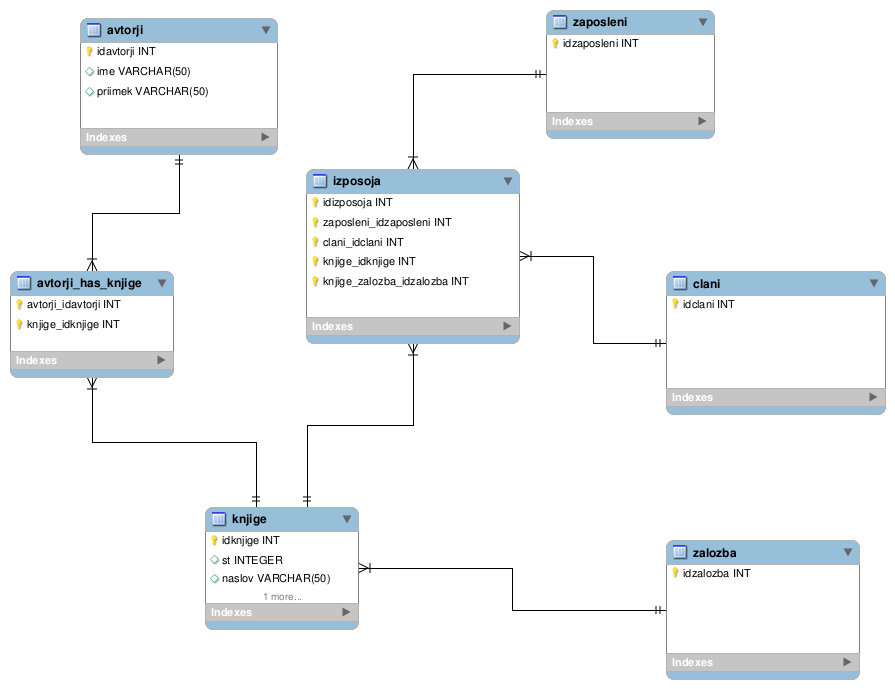 avtorji
idavtorji INT
ime VARCHAR(50)
priimek VARCHAR(50)
Indexes
zaposleni
idzaposleni INT
Indexes
izposoja
idizposoja INT
zaposleni_idzaposleni INT
clani_idclani INT
knjige_idknjige INT
knjige_zalozba_idzalozba INT
Indexes
avtorji_has_knjige
avtorji_idavtorji INT
knjige_idknjige INT
Indexes
clani
idclani INT
Indexes
knjige
idknjige INT
st INTEGER
naslov VARCHAR(50)
1 more...
Indexes
zalozba
idzalozba INT
Indexes